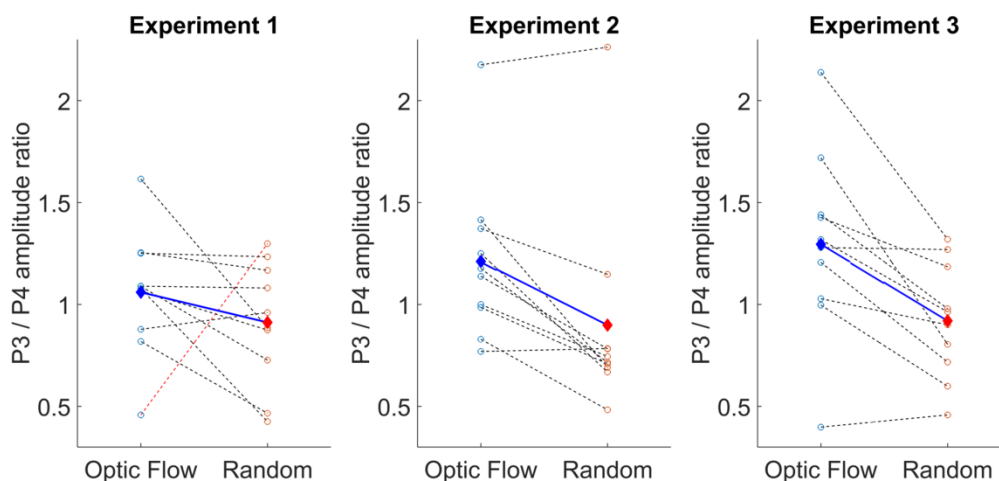 Experiment 1
P3 / P4 amplitude ratio
2
1.5
1
0.5
Optic Flow Random
Experiment 2
P3 / P4 amplitude ratio
2
1.5
1
0.5
Optic Flow Random
Experiment 3
P3 / P4 amplitude ratio
2
1.5
1
0.5
Optic Flow Random